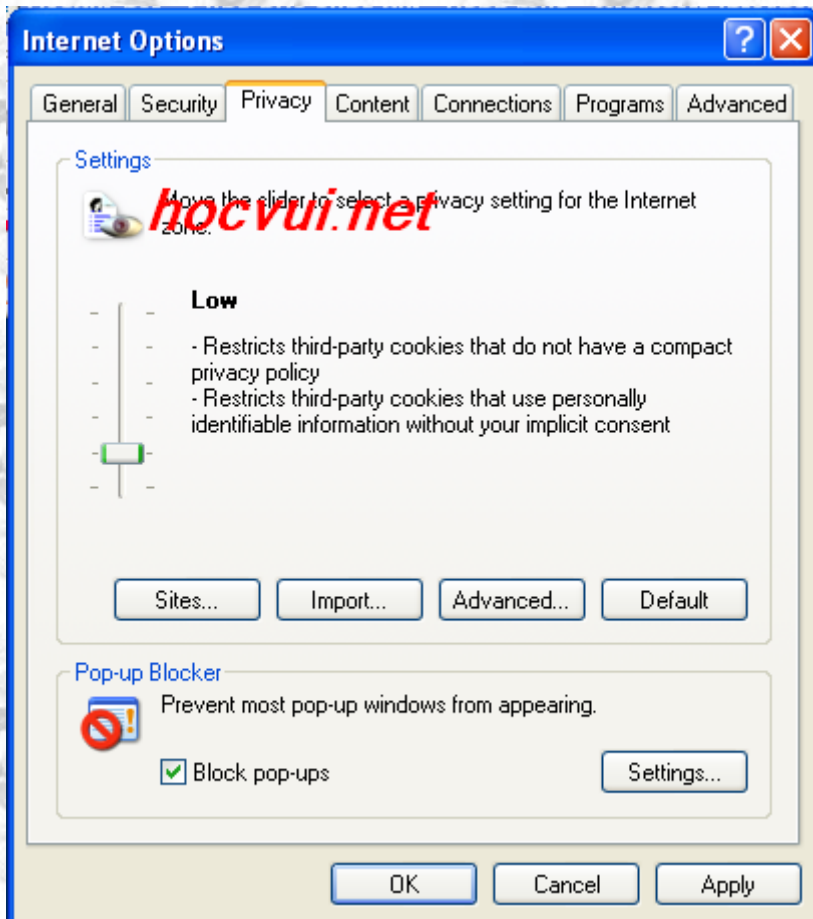 Internet Options
General
Security
Privacy
Content
Connections
Programs
Advanced
Settings
Move the slider to select a privacy setting for the Internet
zone.
hocvui.net
Low
- Restricts third-party cookies that do not have a compact
privacy policy
- Restricts third-party cookies that use personally
identifiable information without your implicit consent
Sites...
Import...
Advanced...
Default
Pop-up Blocker
Prevent most pop-up windows from appearing.
Block pop-ups
Settings...
OK
Cancel
Apply